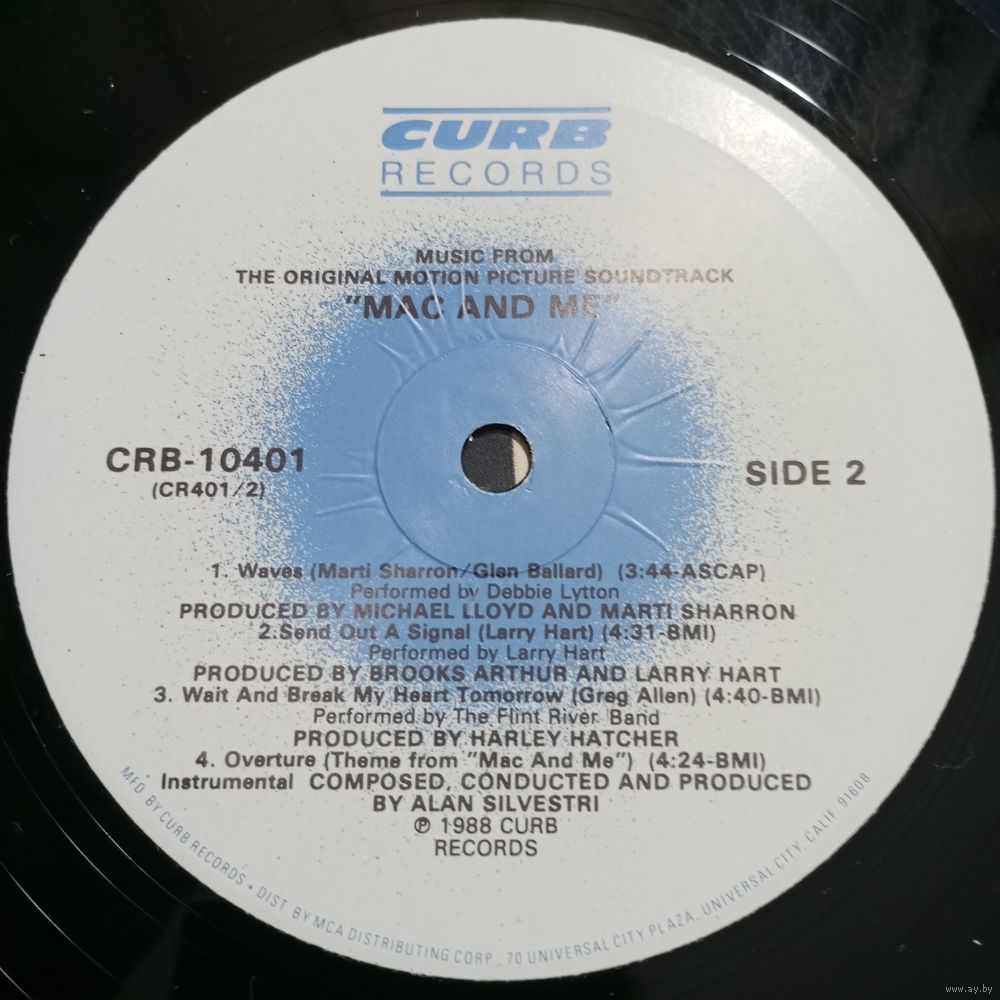 CURB
RECORDS
MUSIC FROM
THE ORIGINAL MOTION PICTURE SOUNDTRACK
"MAC AND ME"
CRB-10401
(CR401/2)
SIDE 2
1. Waves (Marti Sharron/Glen Ballard) (3:44-ASCAP)
Performed by Debbie Lytton
PRODUCED BY MICHAEL LLOYD AND MARTI SHARRON
2.Send Out A Signal (Larry Hart) (4:31-BMI)
Performed by Larry Hart
PRODUCED BY BROOKS ARTHUR AND LARRY HART
3. Wait And Break My Heart Tomorrow (Greg Allen) (4:40-BMI)
Performed by The Flint River Band
PRODUCED BY HARLEY HATCHER
4. Overture (Theme from "Mac And Me") (4:24-BMI)
Instrumental COMPOSED, CONDUCTED AND PRODUCED
BY ALAN SILVESTRI
℗ 1988 CURB
RECORDS
MFD. BY CURB RECORDS • DIST. BY MCA DISTRIBUTING CORP., 70 UNIVERSAL CITY PLAZA, UNIVERSAL CITY, CALIF. 91608
www.ay.by